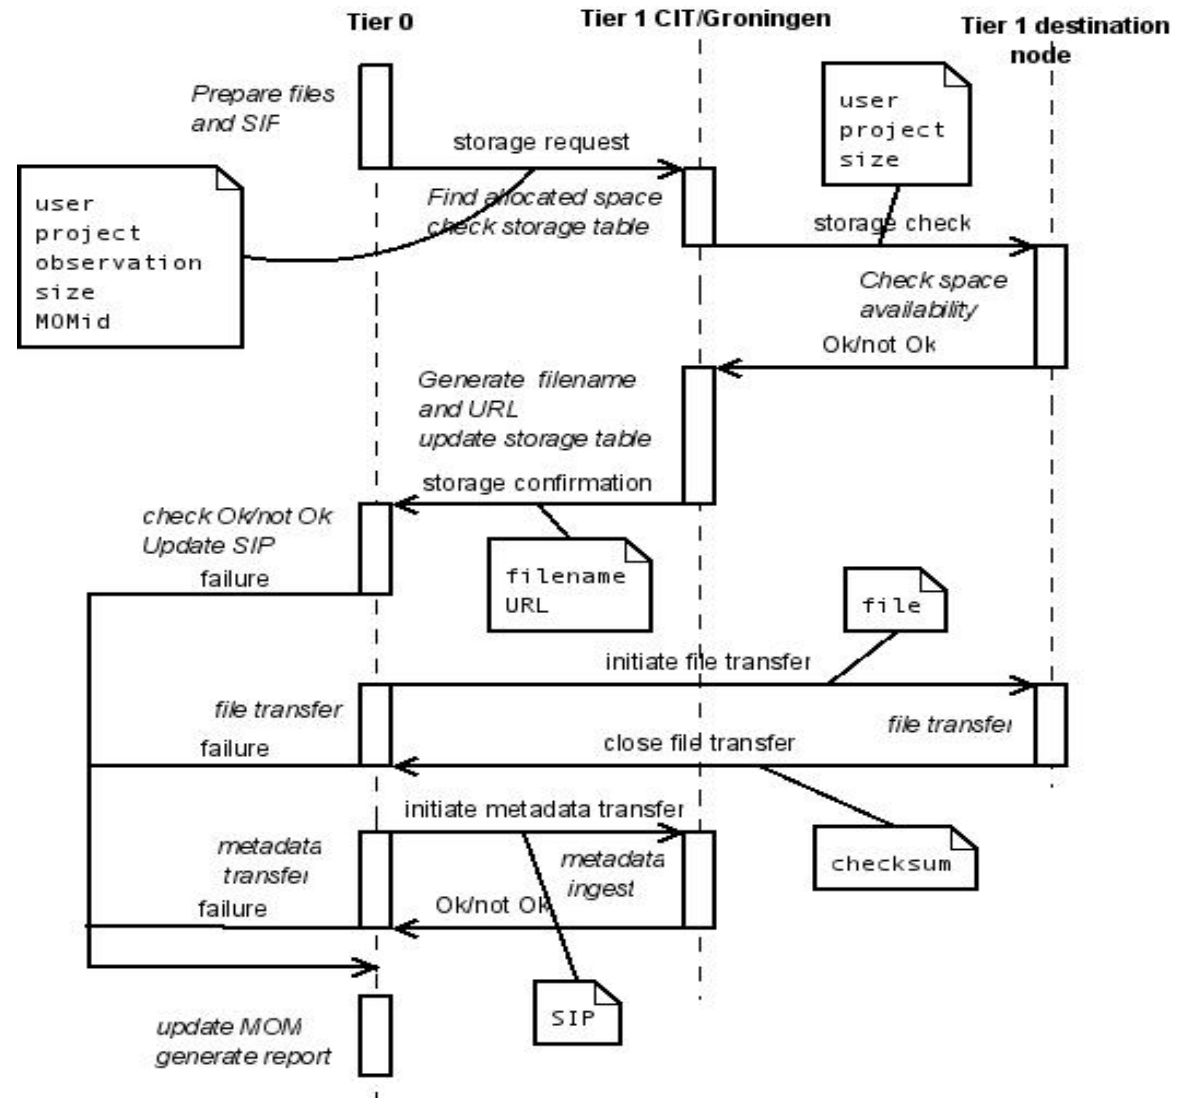 Tier 0
Tier 1 CIT/Groningen
Tier 1 destination
node
Prepare files
and SIP
storage request
user
project
size
user
project
observation
size
MOMid
Find allocated space
check storage table
storage check
Check space
availability
Ok/not Ok
Generate filename
and URL
update storage table
storage confirmation
check Ok/not Ok
Update SIP
failure
filename
URL
file
initiate file transfer
file transfer
file transfer
failure
close file transfer
initiate metadata transfer
metadata
transfer
metadata
ingest
checksum
failure
Ok/not Ok
SIP
update MOM
generate report